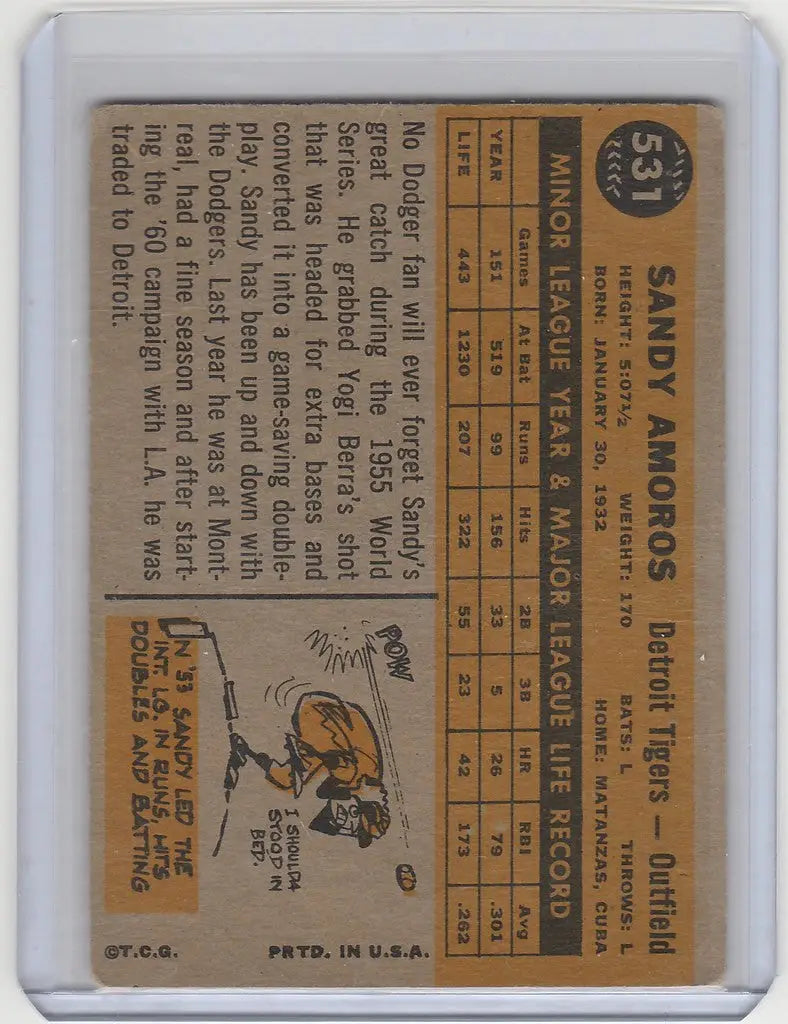 531
SANDY AMOROS Detroit Tigers — Outfield
HEIGHT: 5:07½ WEIGHT: 170 BATS: L THROWS: L
BORN: JANUARY 30, 1932 HOME: MATANZAS, CUBA
MINOR LEAGUE YEAR & MAJOR LEAGUE LIFE RECORD
Games At Bat Runs Hits 2B 3B HR RBI Avg
YEAR 151 519 99 156 33 5 26 79 .301
LIFE 443 1230 207 322 55 23 42 173 .262
No Dodger fan will ever forget Sandy's
great catch during the 1955 World
Series. He grabbed Yogi Berra's shot
that was headed for extra bases and
converted it into a game-saving double-
play. Sandy has been up and down with
the Dodgers. Last year he was at Mont-
real, had a fine season and after start-
ing the '60 campaign with L.A. he was
traded to Detroit.
POW
I SHOULDA
STOOD IN
BED.
IN '53 SANDY LED THE
INT. LG. IN RUNS, HITS
DOUBLES AND BATTING
©T.C.G. PRTD. IN U.S.A.